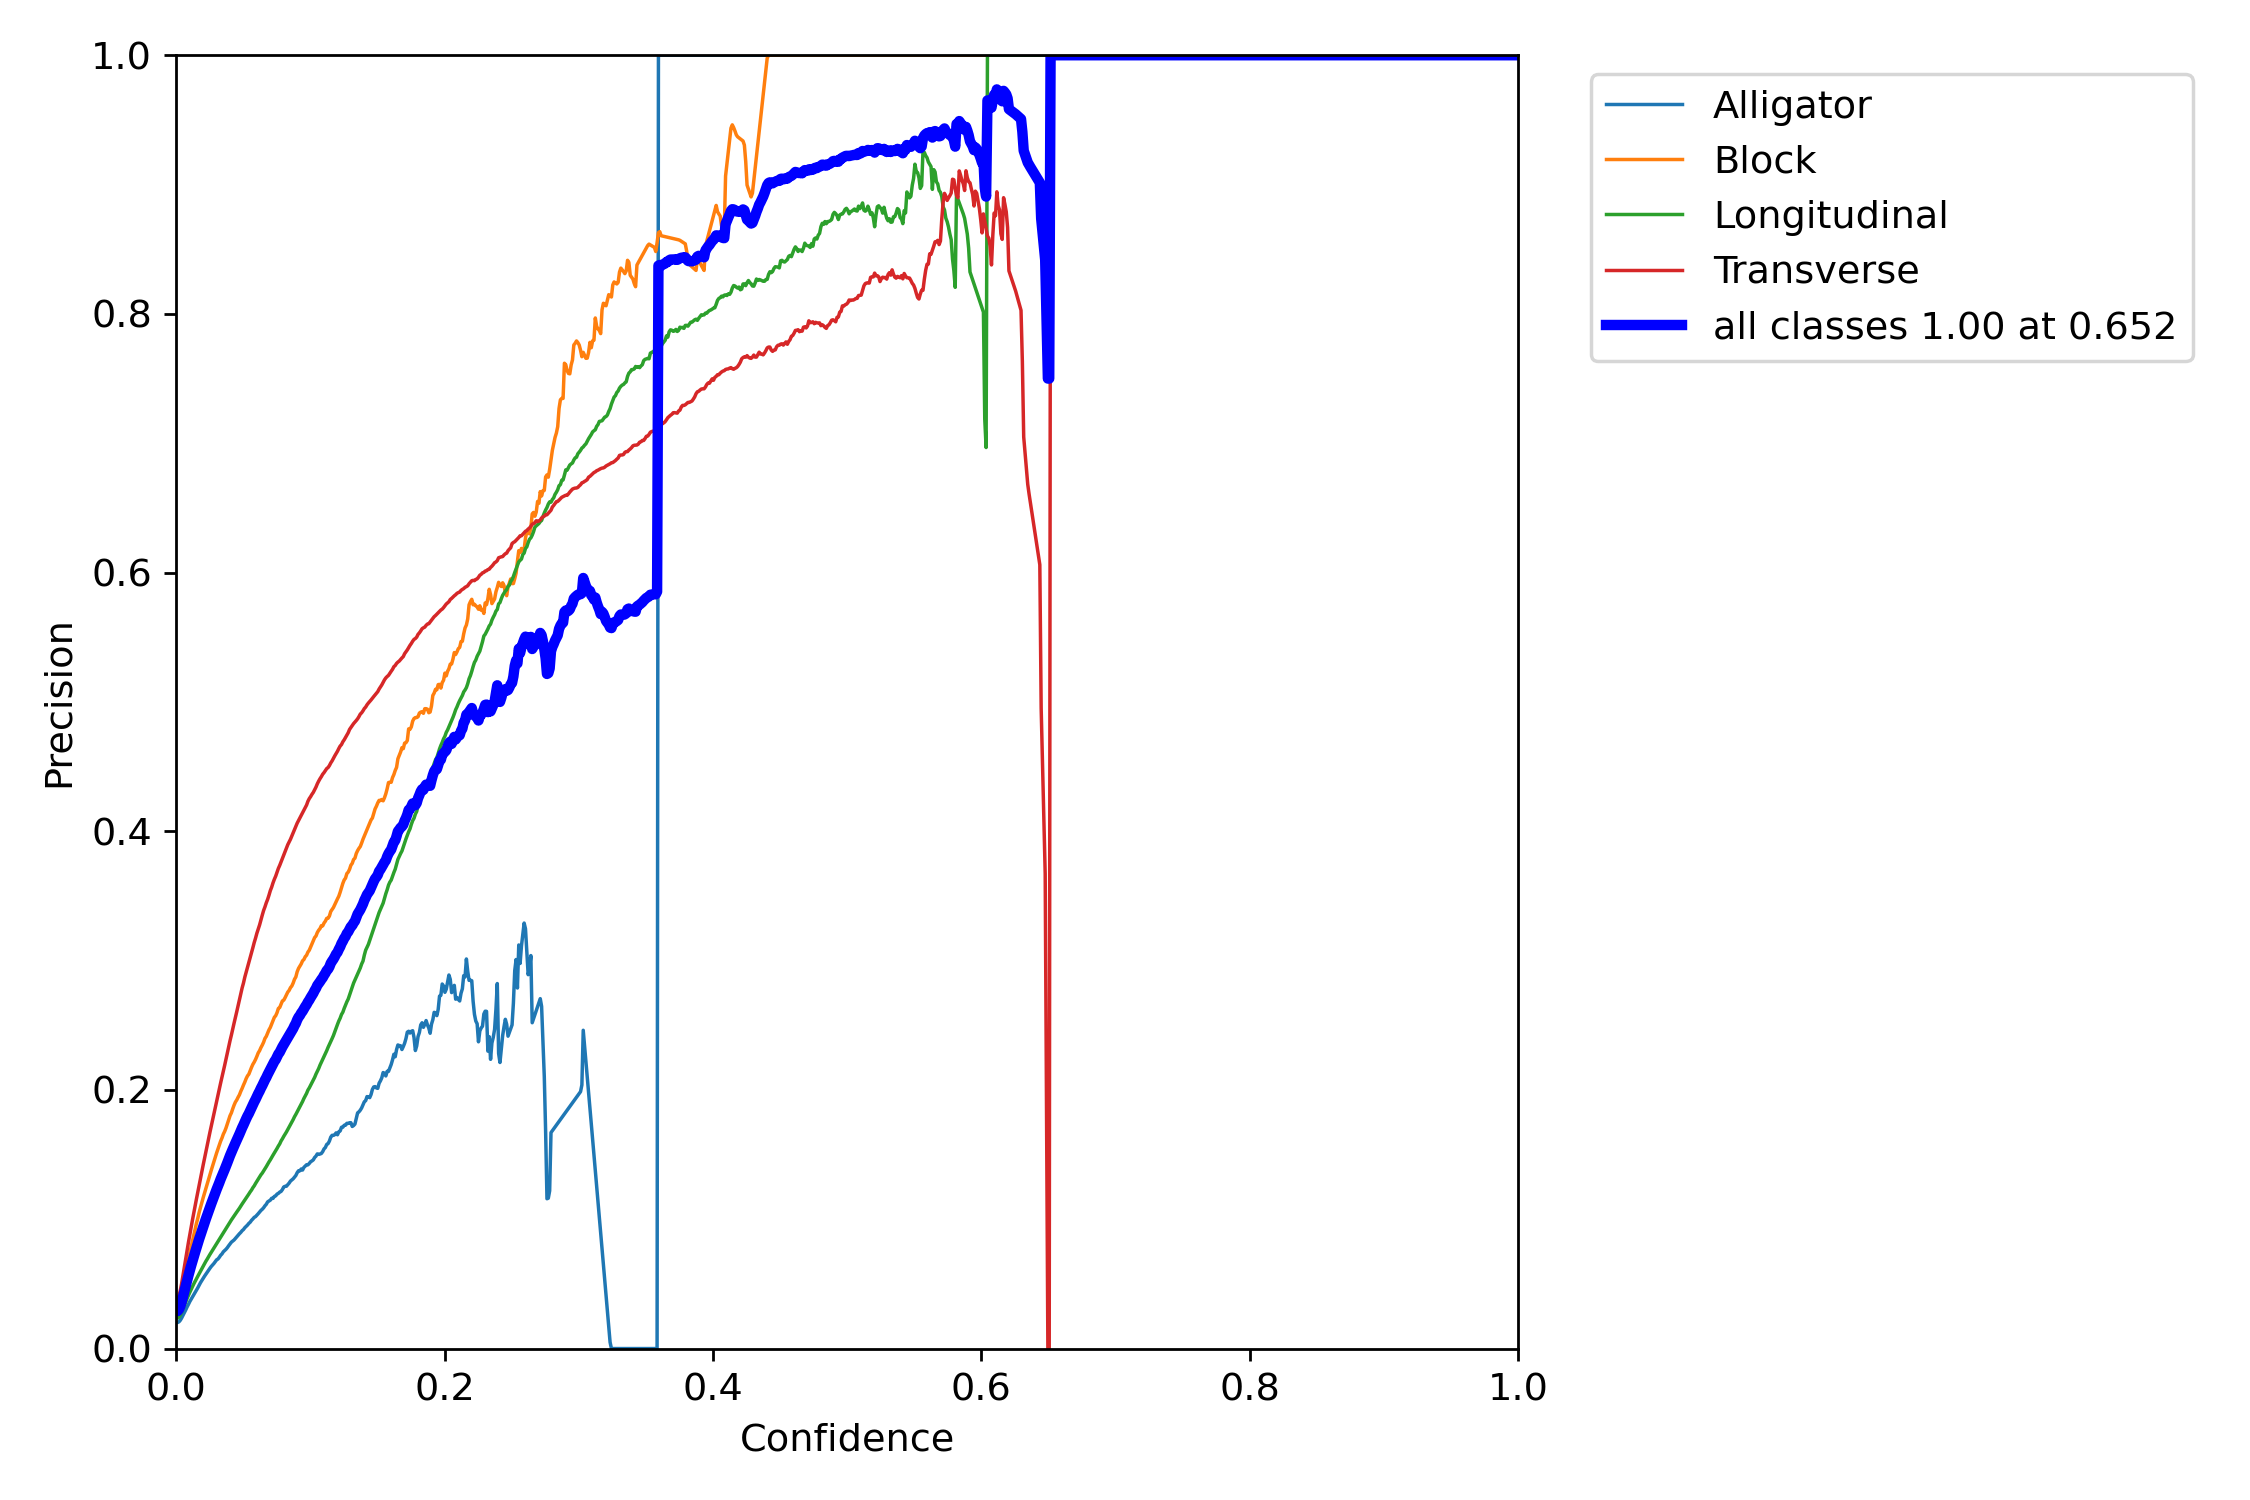 1.0
0.8
0.6
0.4
0.2
0.0
Precision
0.0 0.2 0.4 0.6 0.8 1.0
Confidence
Alligator
Block
Longitudinal
Transverse
all classes 1.00 at 0.652